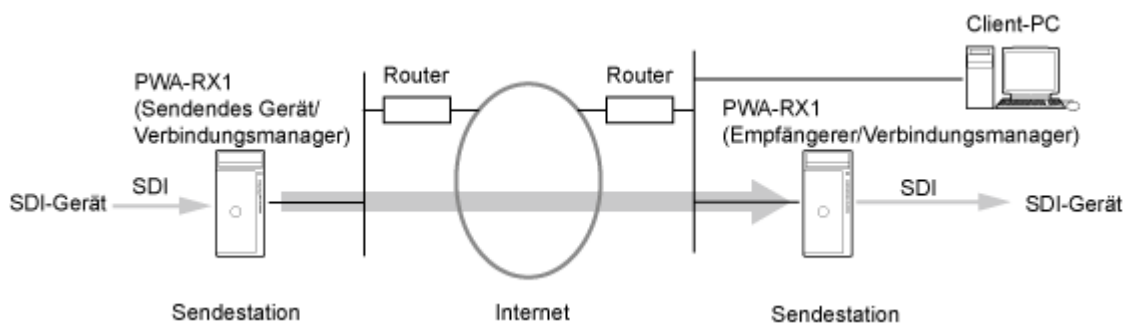 Client-PC
Router
Router
PWA-RX1
(Sendendes Gerät/
Verbindungsmanager)
PWA-RX1
(Empfängerer/Verbindungsmanager)
SDI-Gerät
SDI
SDI
SDI-Gerät
Sendestation
Internet
Sendestation